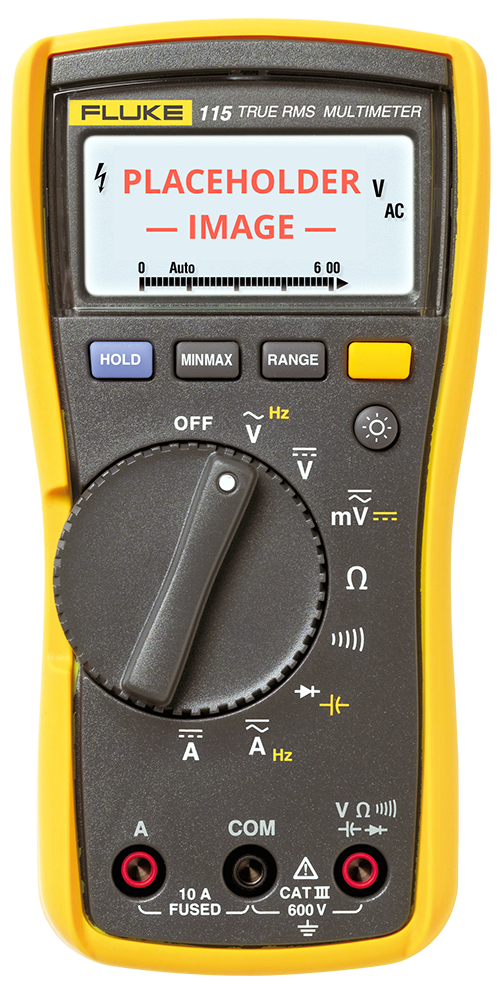 FLUKE 115 TRUE RMS MULTIMETER
PLACEHOLDER
V
— IMAGE —
AC
0 Auto 6 00
HOLD MINMAX RANGE
OFF
V Hz
V
mV
Ω
A
A Hz
A COM V Ω
10 A
FUSED
CAT III
600 V